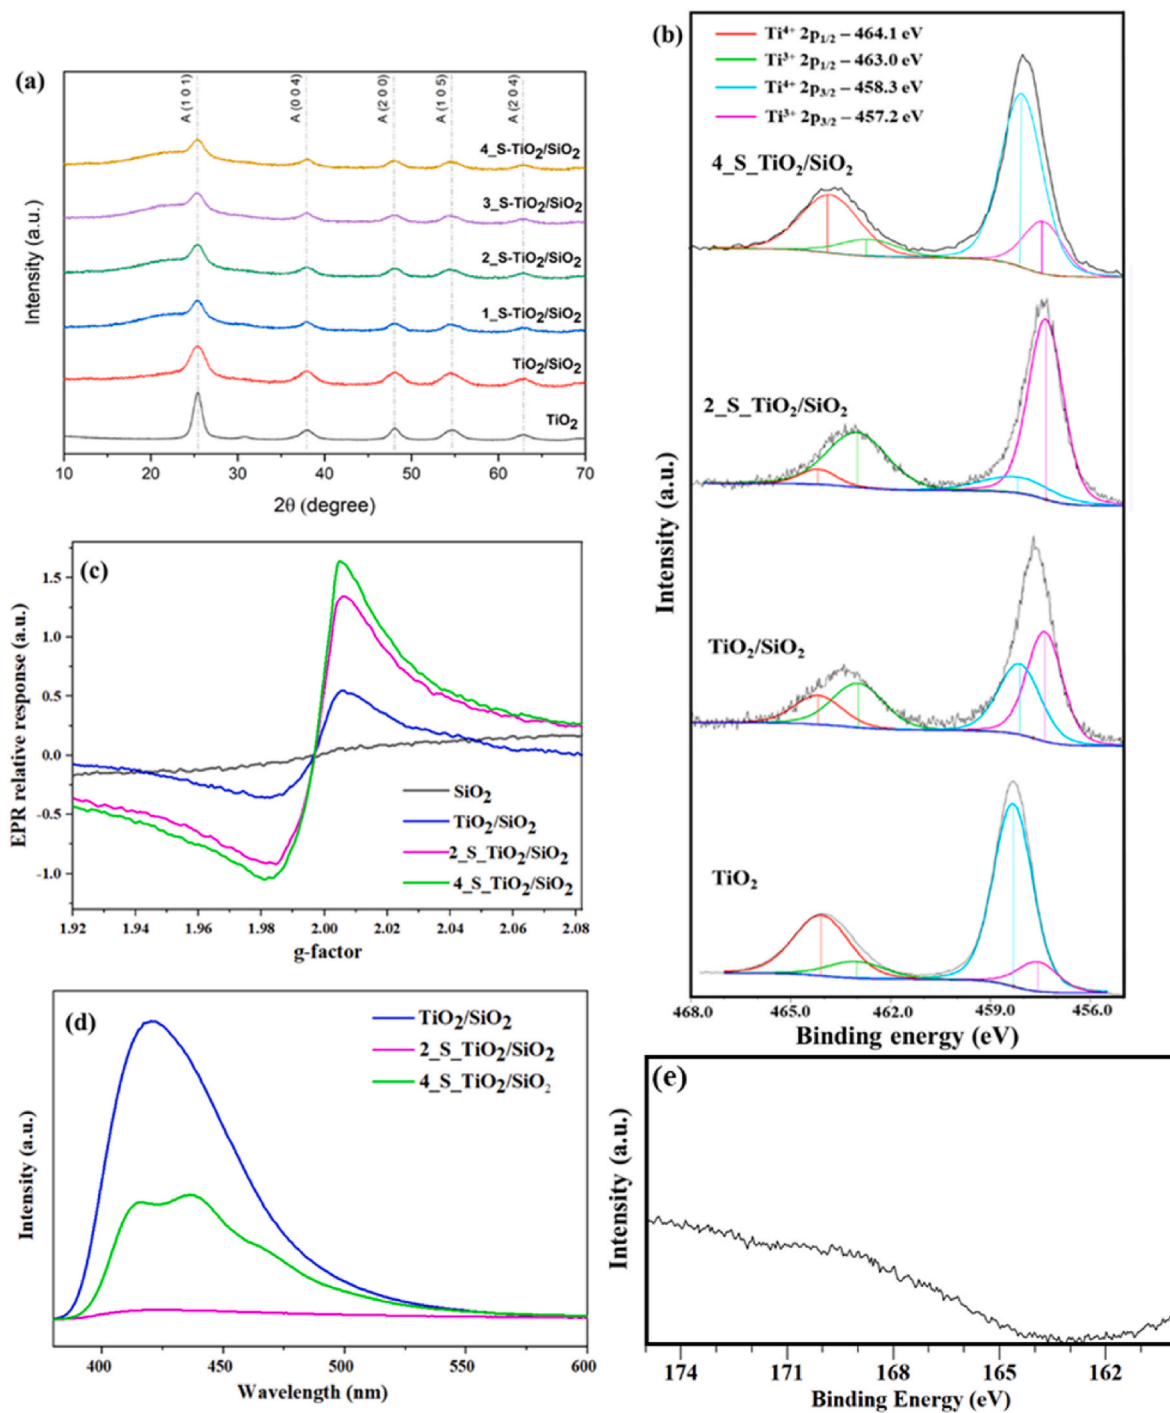 (a)
A (1 0 1)
A (0 0 4)
A (2 0 0)
A (1 0 5)
A (2 0 4)
4_S-TiO₂/SiO₂
3_S-TiO₂/SiO₂
2_S-TiO₂/SiO₂
1_S-TiO₂/SiO₂
TiO₂/SiO₂
TiO₂
Intensity (a.u.)
10 20 30 40 50 60 70
2θ (degree)
(b)
Ti⁴⁺ 2p₁/₂ – 464.1 eV
Ti³⁺ 2p₁/₂ – 463.0 eV
Ti⁴⁺ 2p₃/₂ – 458.3 eV
Ti³⁺ 2p₃/₂ – 457.2 eV
4_S_TiO₂/SiO₂
2_S_TiO₂/SiO₂
TiO₂/SiO₂
TiO₂
Intensity (a.u.)
468.0 465.0 462.0 459.0 456.0
Binding energy (eV)
(c)
EPR relative response (a.u.)
1.5
1.0
0.5
0.0
-0.5
-1.0
SiO₂
TiO₂/SiO₂
2_S_TiO₂/SiO₂
4_S_TiO₂/SiO₂
1.92 1.94 1.96 1.98 2.00 2.02 2.04 2.06 2.08
g-factor
(d)
TiO₂/SiO₂
2_S_TiO₂/SiO₂
4_S_TiO₂/SiO₂
Intensity (a.u.)
400 450 500 550 600
Wavelength (nm)
(e)
Intensity (a.u.)
174 171 168 165 162
Binding Energy (eV)